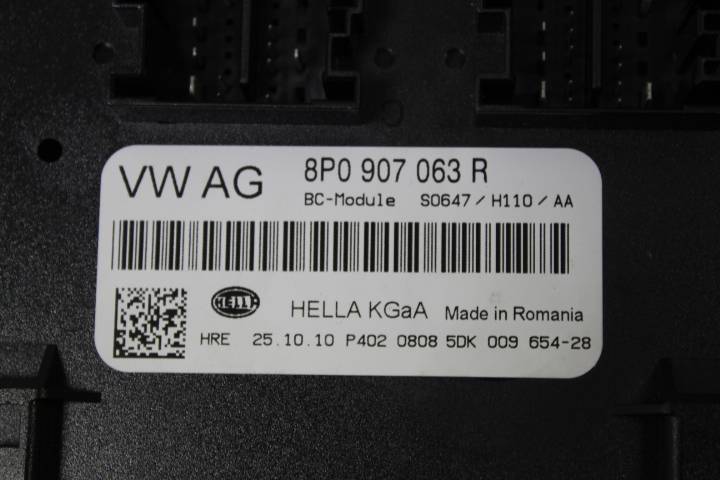 VW AG 8P0 907 063 R
BC-Module S0647 / H110 / AA
HELLA HELLA KGaA Made in Romania
HRE 25.10.10 P402 0808 5DK 009 654-28